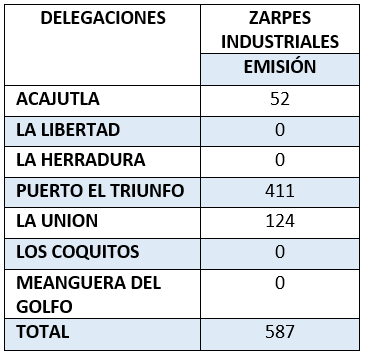 DELEGACIONES
ZARPES
INDUSTRIALES
EMISIÓN
ACAJUTLA 52
LA LIBERTAD 0
LA HERRADURA 0
PUERTO EL TRIUNFO 411
LA UNION 124
LOS COQUITOS 0
MEANGUERA DEL
GOLFO 0
TOTAL 587